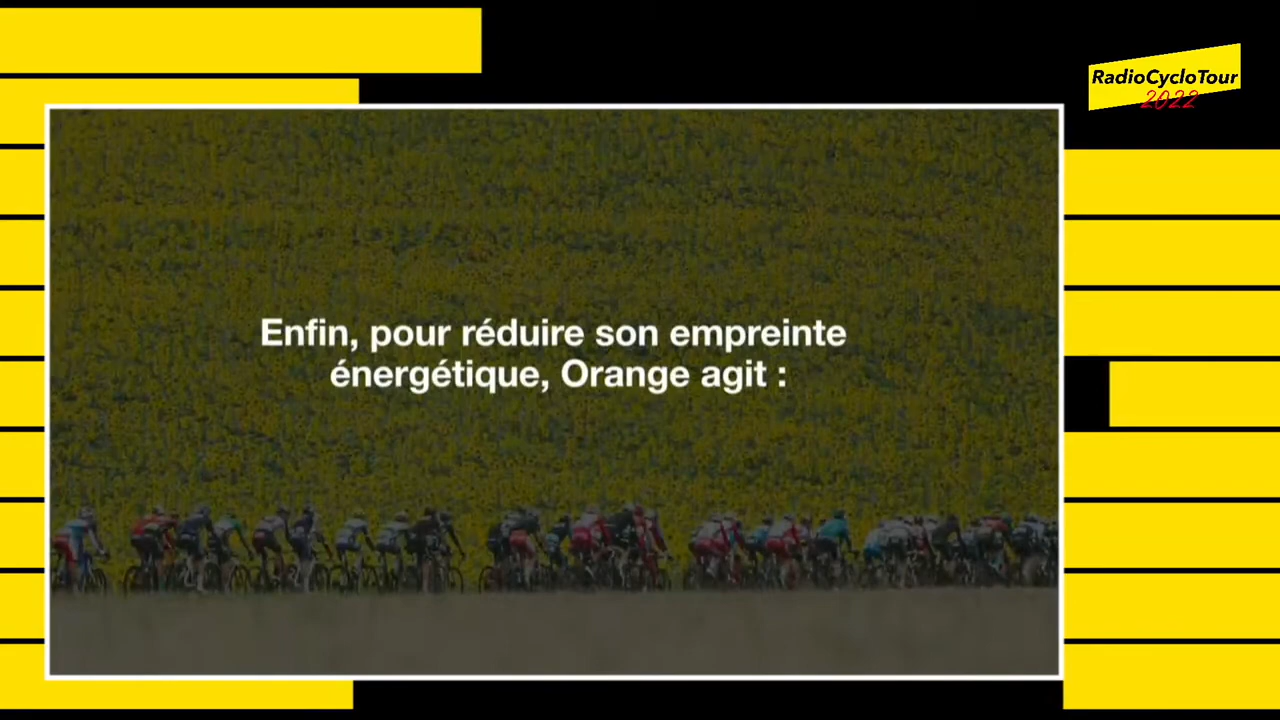 RadioCycloTour
2022
Enfin, pour réduire son empreinte
énergétique, Orange agit :